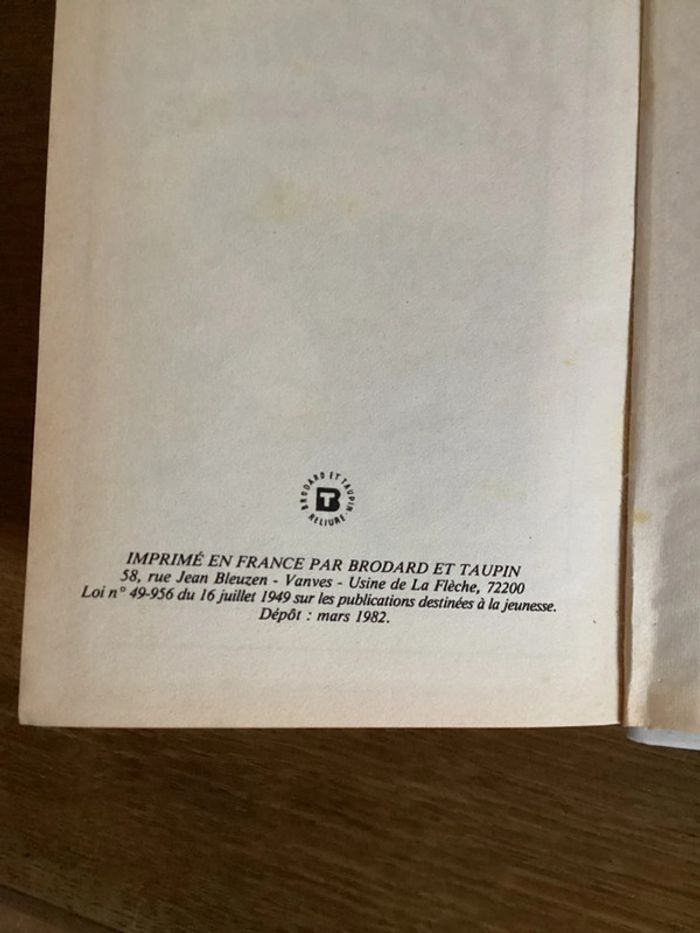 BRODARD ET TAUPIN
BT
RELIURE
IMPRIMÉ EN FRANCE PAR BRODARD ET TAUPIN
58, rue Jean Bleuzen - Vanves - Usine de La Flèche, 72200
Loi n° 49-956 du 16 juillet 1949 sur les publications destinées à la jeunesse.
Dépôt : mars 1982.